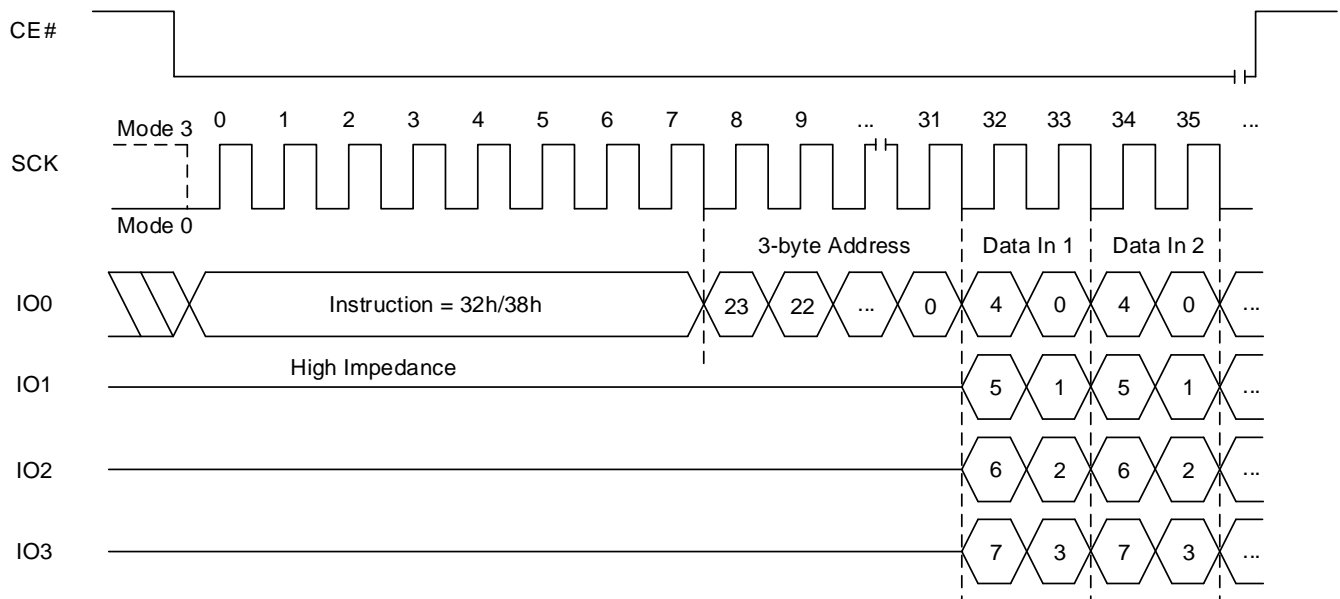 CE#
Mode 3 0 1 2 3 4 5 6 7 8 9 ... 31 32 33 34 35 ...
SCK
Mode 0
3-byte Address Data In 1 Data In 2
IO0 Instruction = 32h/38h 23 22 ... 0 4 0 4 0 ...
High Impedance
IO1 5 1 5 1 ...
IO2 6 2 6 2 ...
IO3 7 3 7 3 ...